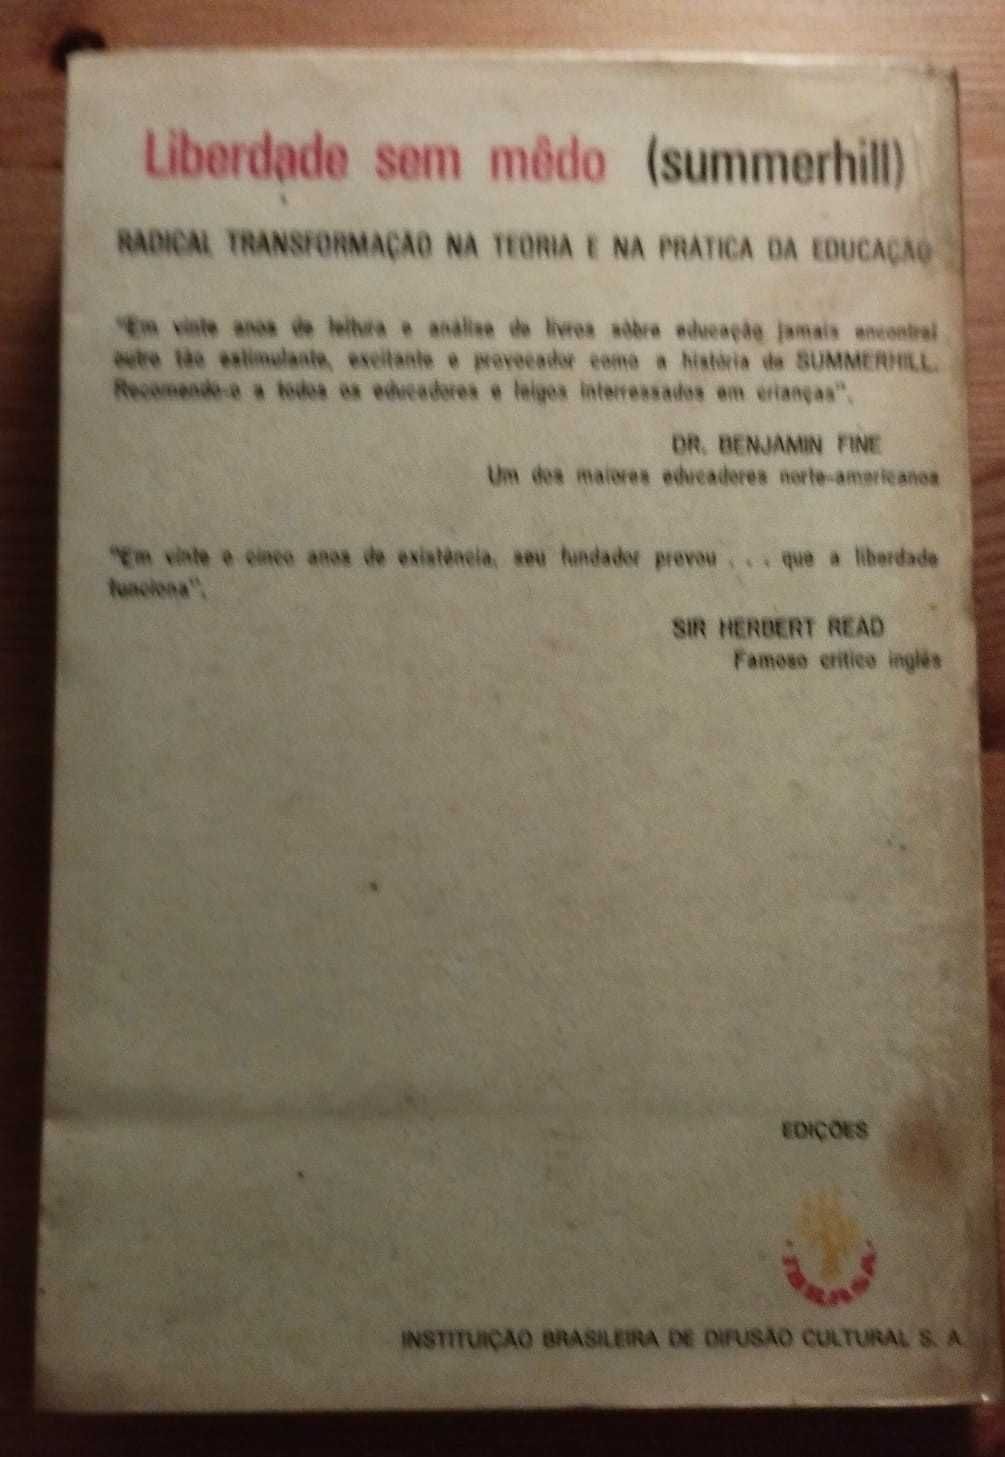 Liberdade sem mêdo (summerhill)
RADICAL TRANSFORMAÇÃO NA TEORIA E NA PRÁTICA DA EDUCAÇÃO
"Em vinte anos de leitura e análise de livros sôbre educação jamais encontrei
outro tão estimulante, excitante e provocador como a história de SUMMERHILL.
Recomendo-o a todos os educadores e leigos interressados em crianças".
DR. BENJAMIN FINE
Um dos maiores educadores norte-americanos
"Em vinte e cinco anos de existência, seu fundador provou . . . que a liberdade
funciona".
SIR HERBERT READ
Famoso crítico inglês
EDIÇÕES
IBRASA
INSTITUIÇÃO BRASILEIRA DE DIFUSÃO CULTURAL S. A.